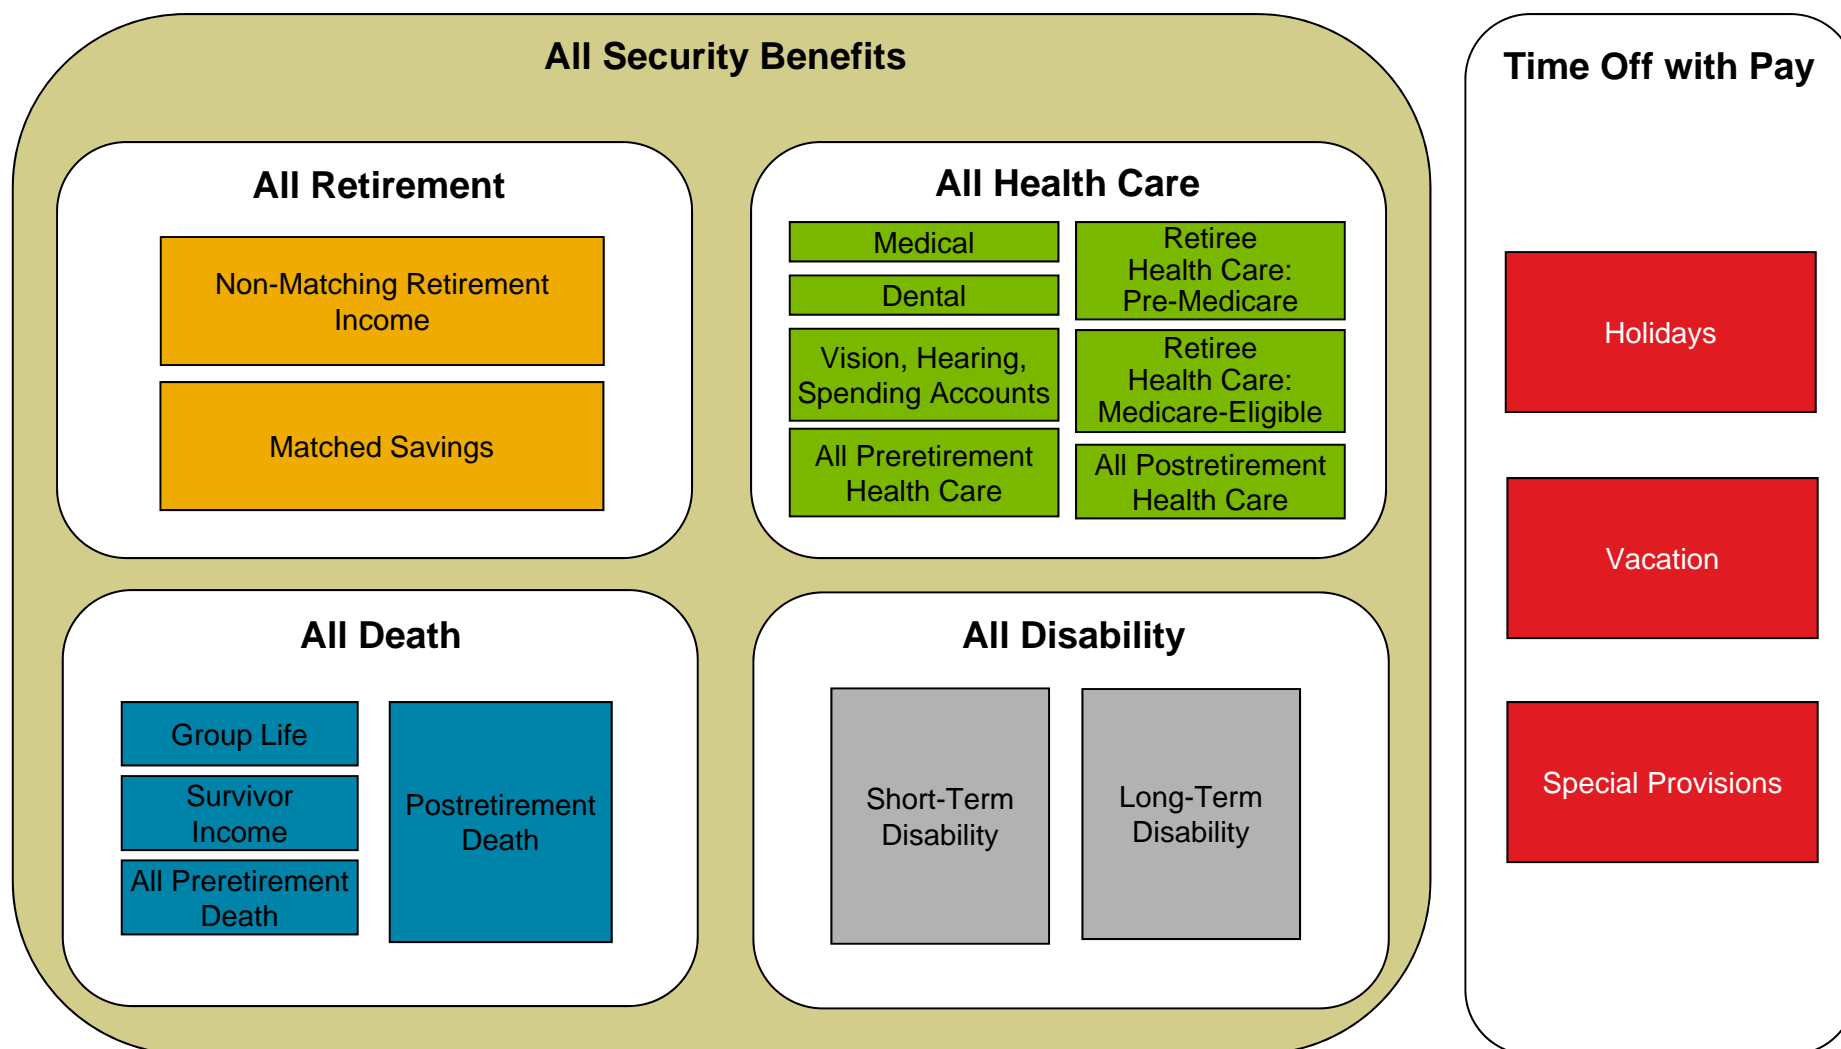 All Security Benefits
All Retirement
Non-Matching Retirement
Income
Matched Savings
All Health Care
Medical
Dental
Vision, Hearing,
Spending Accounts
All Preretirement
Health Care
Retiree
Health Care:
Pre-Medicare
Retiree
Health Care:
Medicare-Eligible
All Postretirement
Health Care
All Death
Group Life
Survivor
Income
All Preretirement
Death
Postretirement
Death
All Disability
Short-Term
Disability
Long-Term
Disability
Time Off with Pay
Holidays
Vacation
Special Provisions